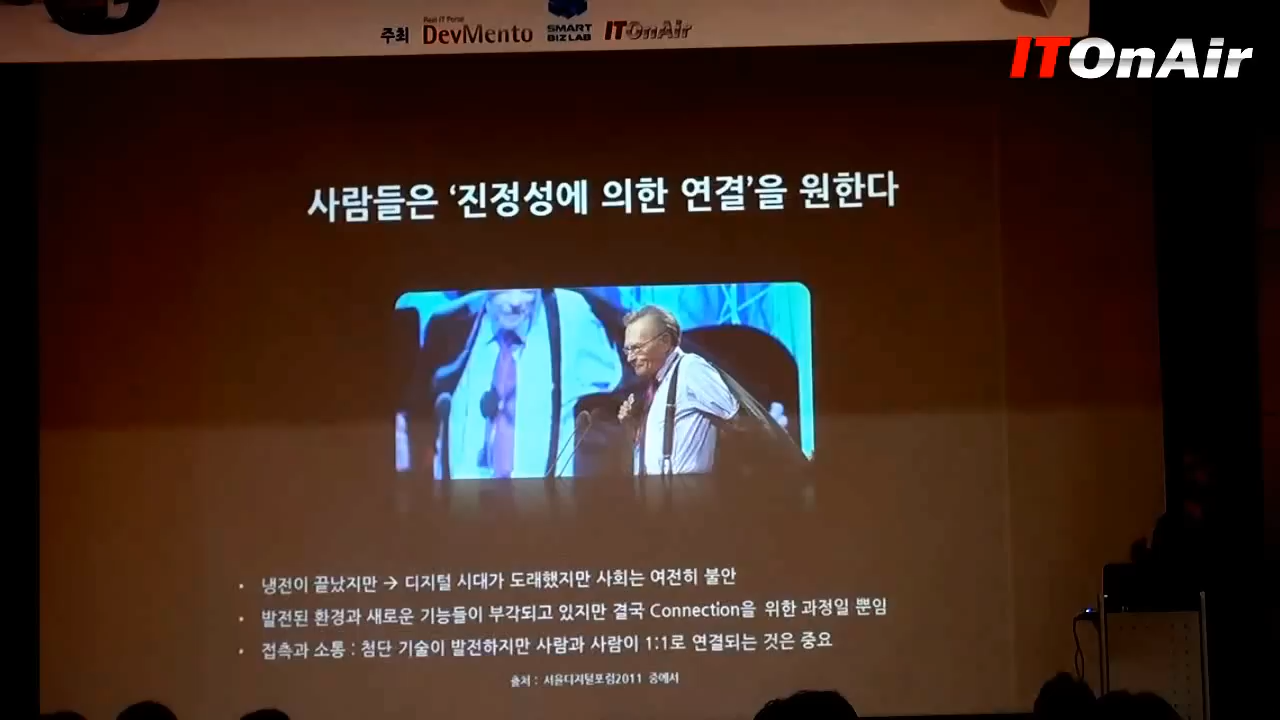 주최 Real IT Portal DevMento SMART BIZLAB ITOnAir
ITOnAir
사람들은 ‘진정성에 의한 연결’을 원한다
• 냉전이 끝났지만 → 디지털 시대가 도래했지만 사회는 여전히 불안
• 발전된 환경과 새로운 기능들이 부각되고 있지만 결국 Connection을 위한 과정일 뿐임
• 접촉과 소통 : 첨단 기술이 발전하지만 사람과 사람이 1:1로 연결되는 것은 중요
출처 : 서울디지털포럼2011 중에서